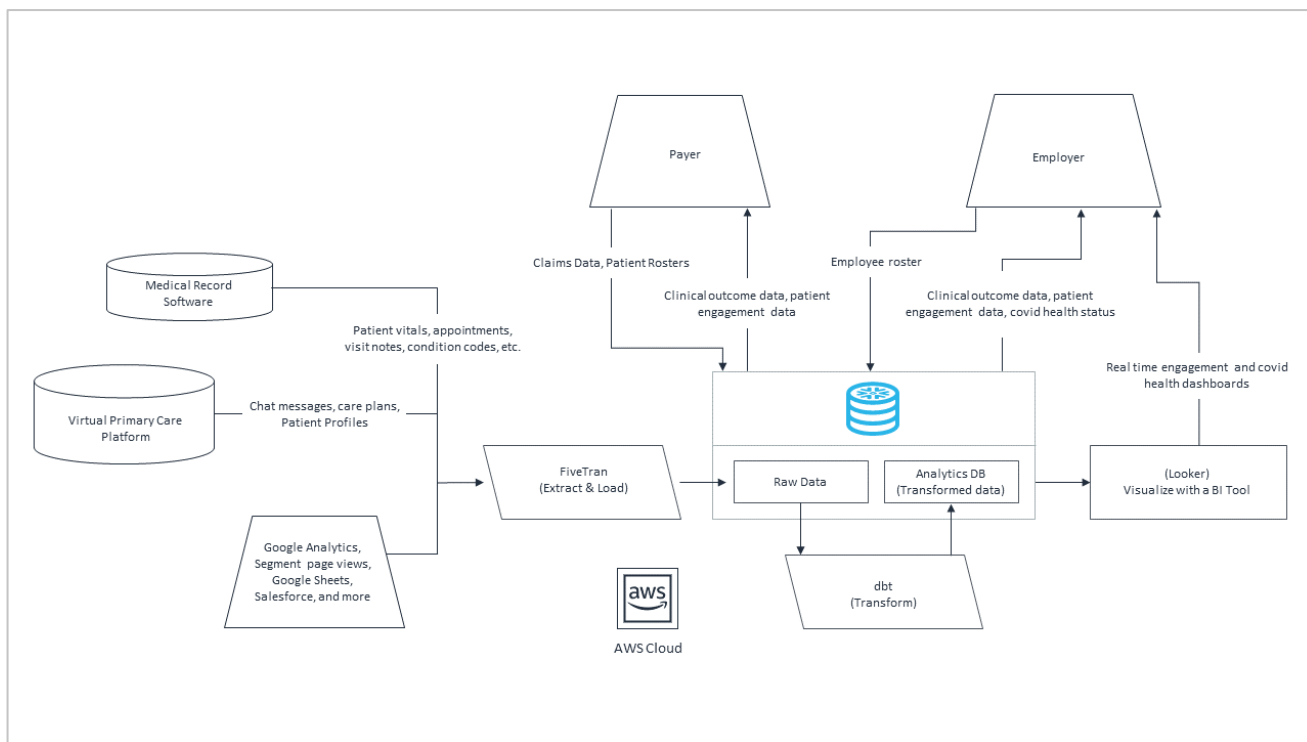 Payer
Employer
Claims Data, Patient Rosters
Employee roster
Medical Record
Software
Clinical outcome data, patient
engagement data
Clinical outcome data, patient
engagement data, covid health status
Patient vitals, appointments,
visit notes, condition codes, etc.
Real time engagement and covid
health dashboards
Virtual Primary Care
Platform
Chat messages, care plans,
Patient Profiles
FiveTran
(Extract & Load)
Raw Data
Analytics DB
(Transformed data)
(Looker)
Visualize with a BI Tool
Google Analytics,
Segment page views,
Google Sheets,
Salesforce, and more
aws
AWS Cloud
dbt
(Transform)